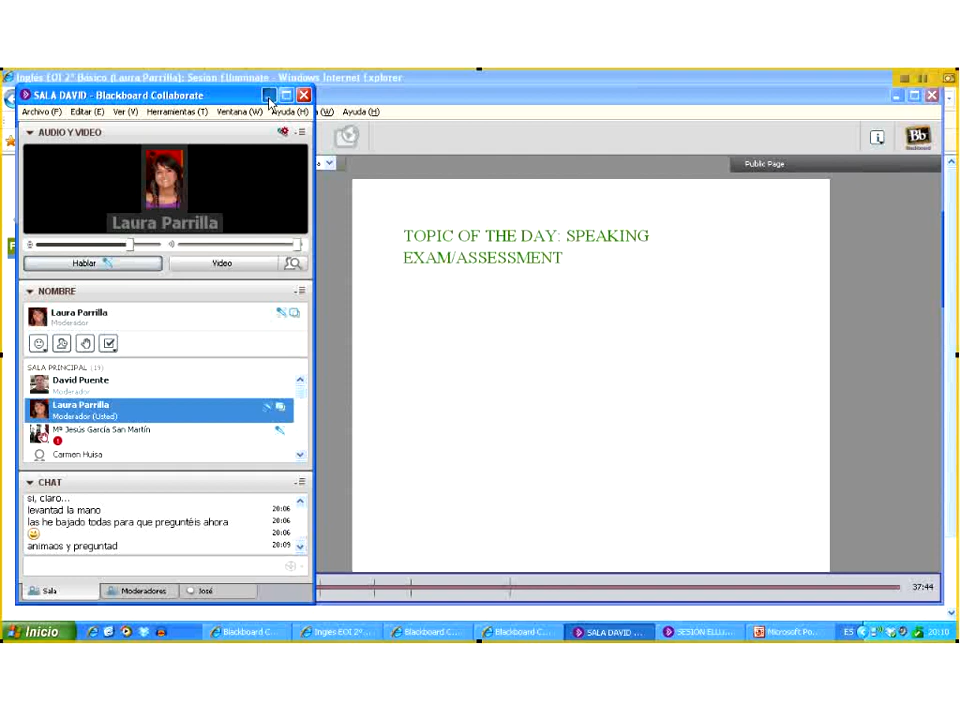 Inglés EOI 2º Básico (Laura Parrilla): Sesión Elluminate - Windows Internet Explorer
SALA DAVID - Blackboard Collaborate
Archivo (F) Editar (E) Ver (V) Herramientas (T) Ventana (W) Ayuda (H)
(W) Ayuda (H)
AUDIO Y VIDEO
Laura Parrilla
Hablar
Video
Bb
Public Page
TOPIC OF THE DAY: SPEAKING
EXAM/ASSESSMENT
NOMBRE
Laura Parrilla
Moderador
SALA PRINCIPAL (19)
David Puente
Moderador
Laura Parrilla
Moderador (Usted)
Mª Jesús García San Martín
1
Carmen Huisa
CHAT
si, claro...
levantad la mano 20:06
las he bajado todas para que preguntéis ahora 20:06
20:06
animaos y preguntad 20:09
Sala
Moderadores
José
37:44
Inicio
Blackboard C...
Ingles EOI 2º...
Blackboard C...
Blackboard C...
SALA DAVID ...
SESIÓN ELLU...
Microsoft Po...
ES
20:10